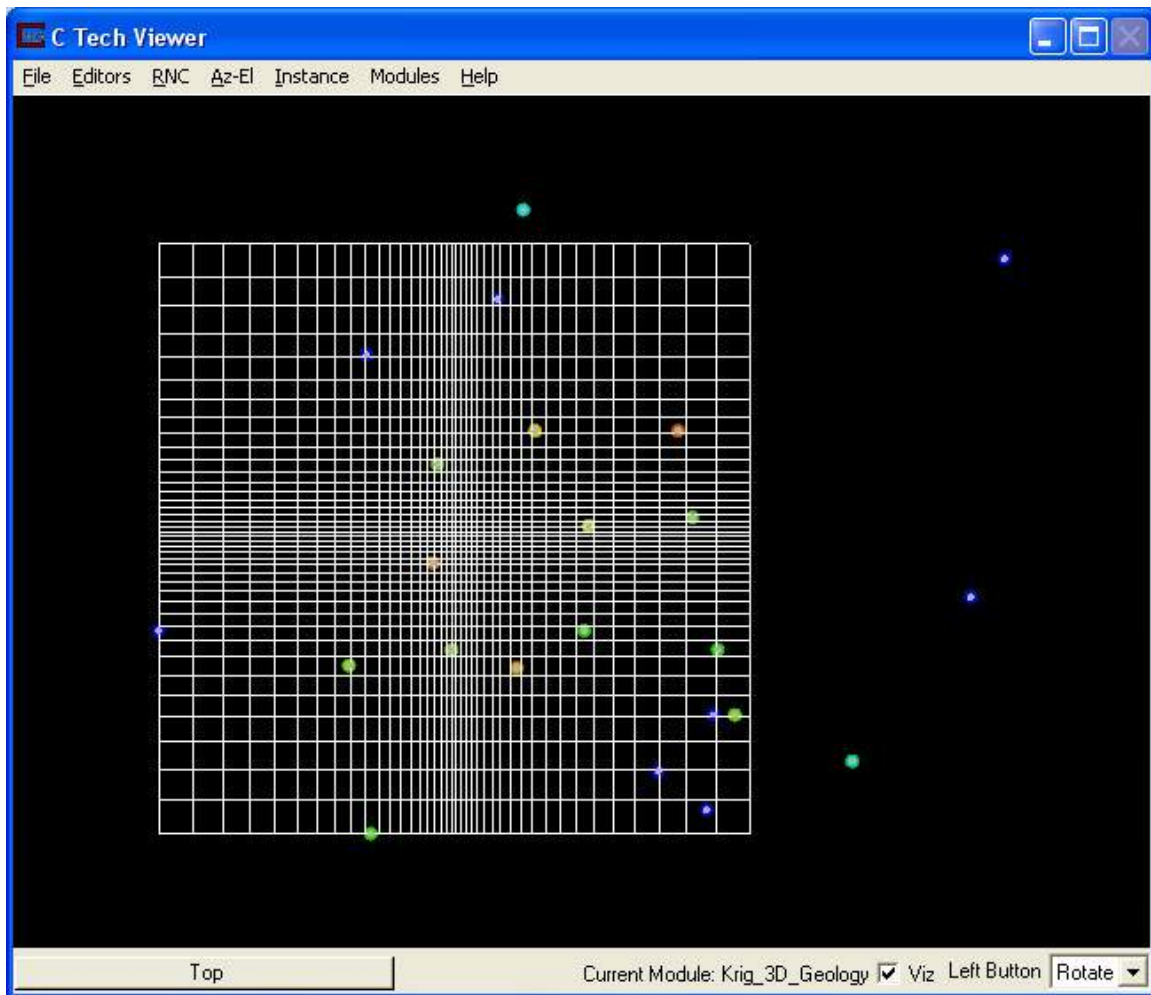 C Tech Viewer
File Editors RNC Az-El Instance Modules Help
Top Current Module: Krig_3D_Geology Viz Left Button Rotate